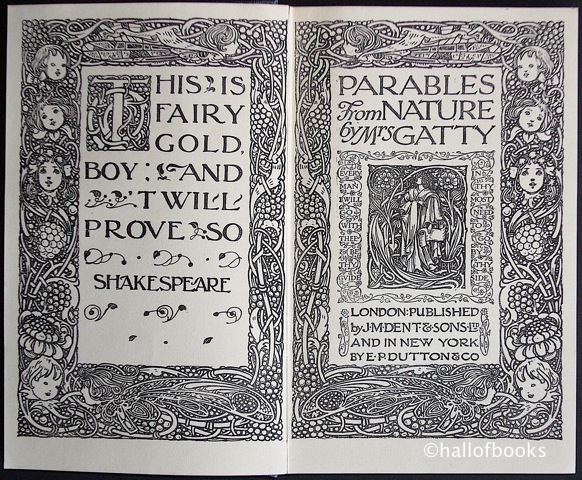 THIS IS
FAIRY
GOLD,
BOY; AND
'TWILL
PROVE SO
SHAKESPEARE
PARABLES
From NATURE
by Mrs GATTY
EVERY
MAN
I WILL
GO
WITH
THEE
& BE
THY
GVIDE
IN THY
MOST
NEED
TO GO
BY THY
SIDE
LONDON: PUBLISHED
by J. M. DENT & SONS LTD
AND IN NEW YORK
BY E. P. DUTTON & CO
©hallofbooks